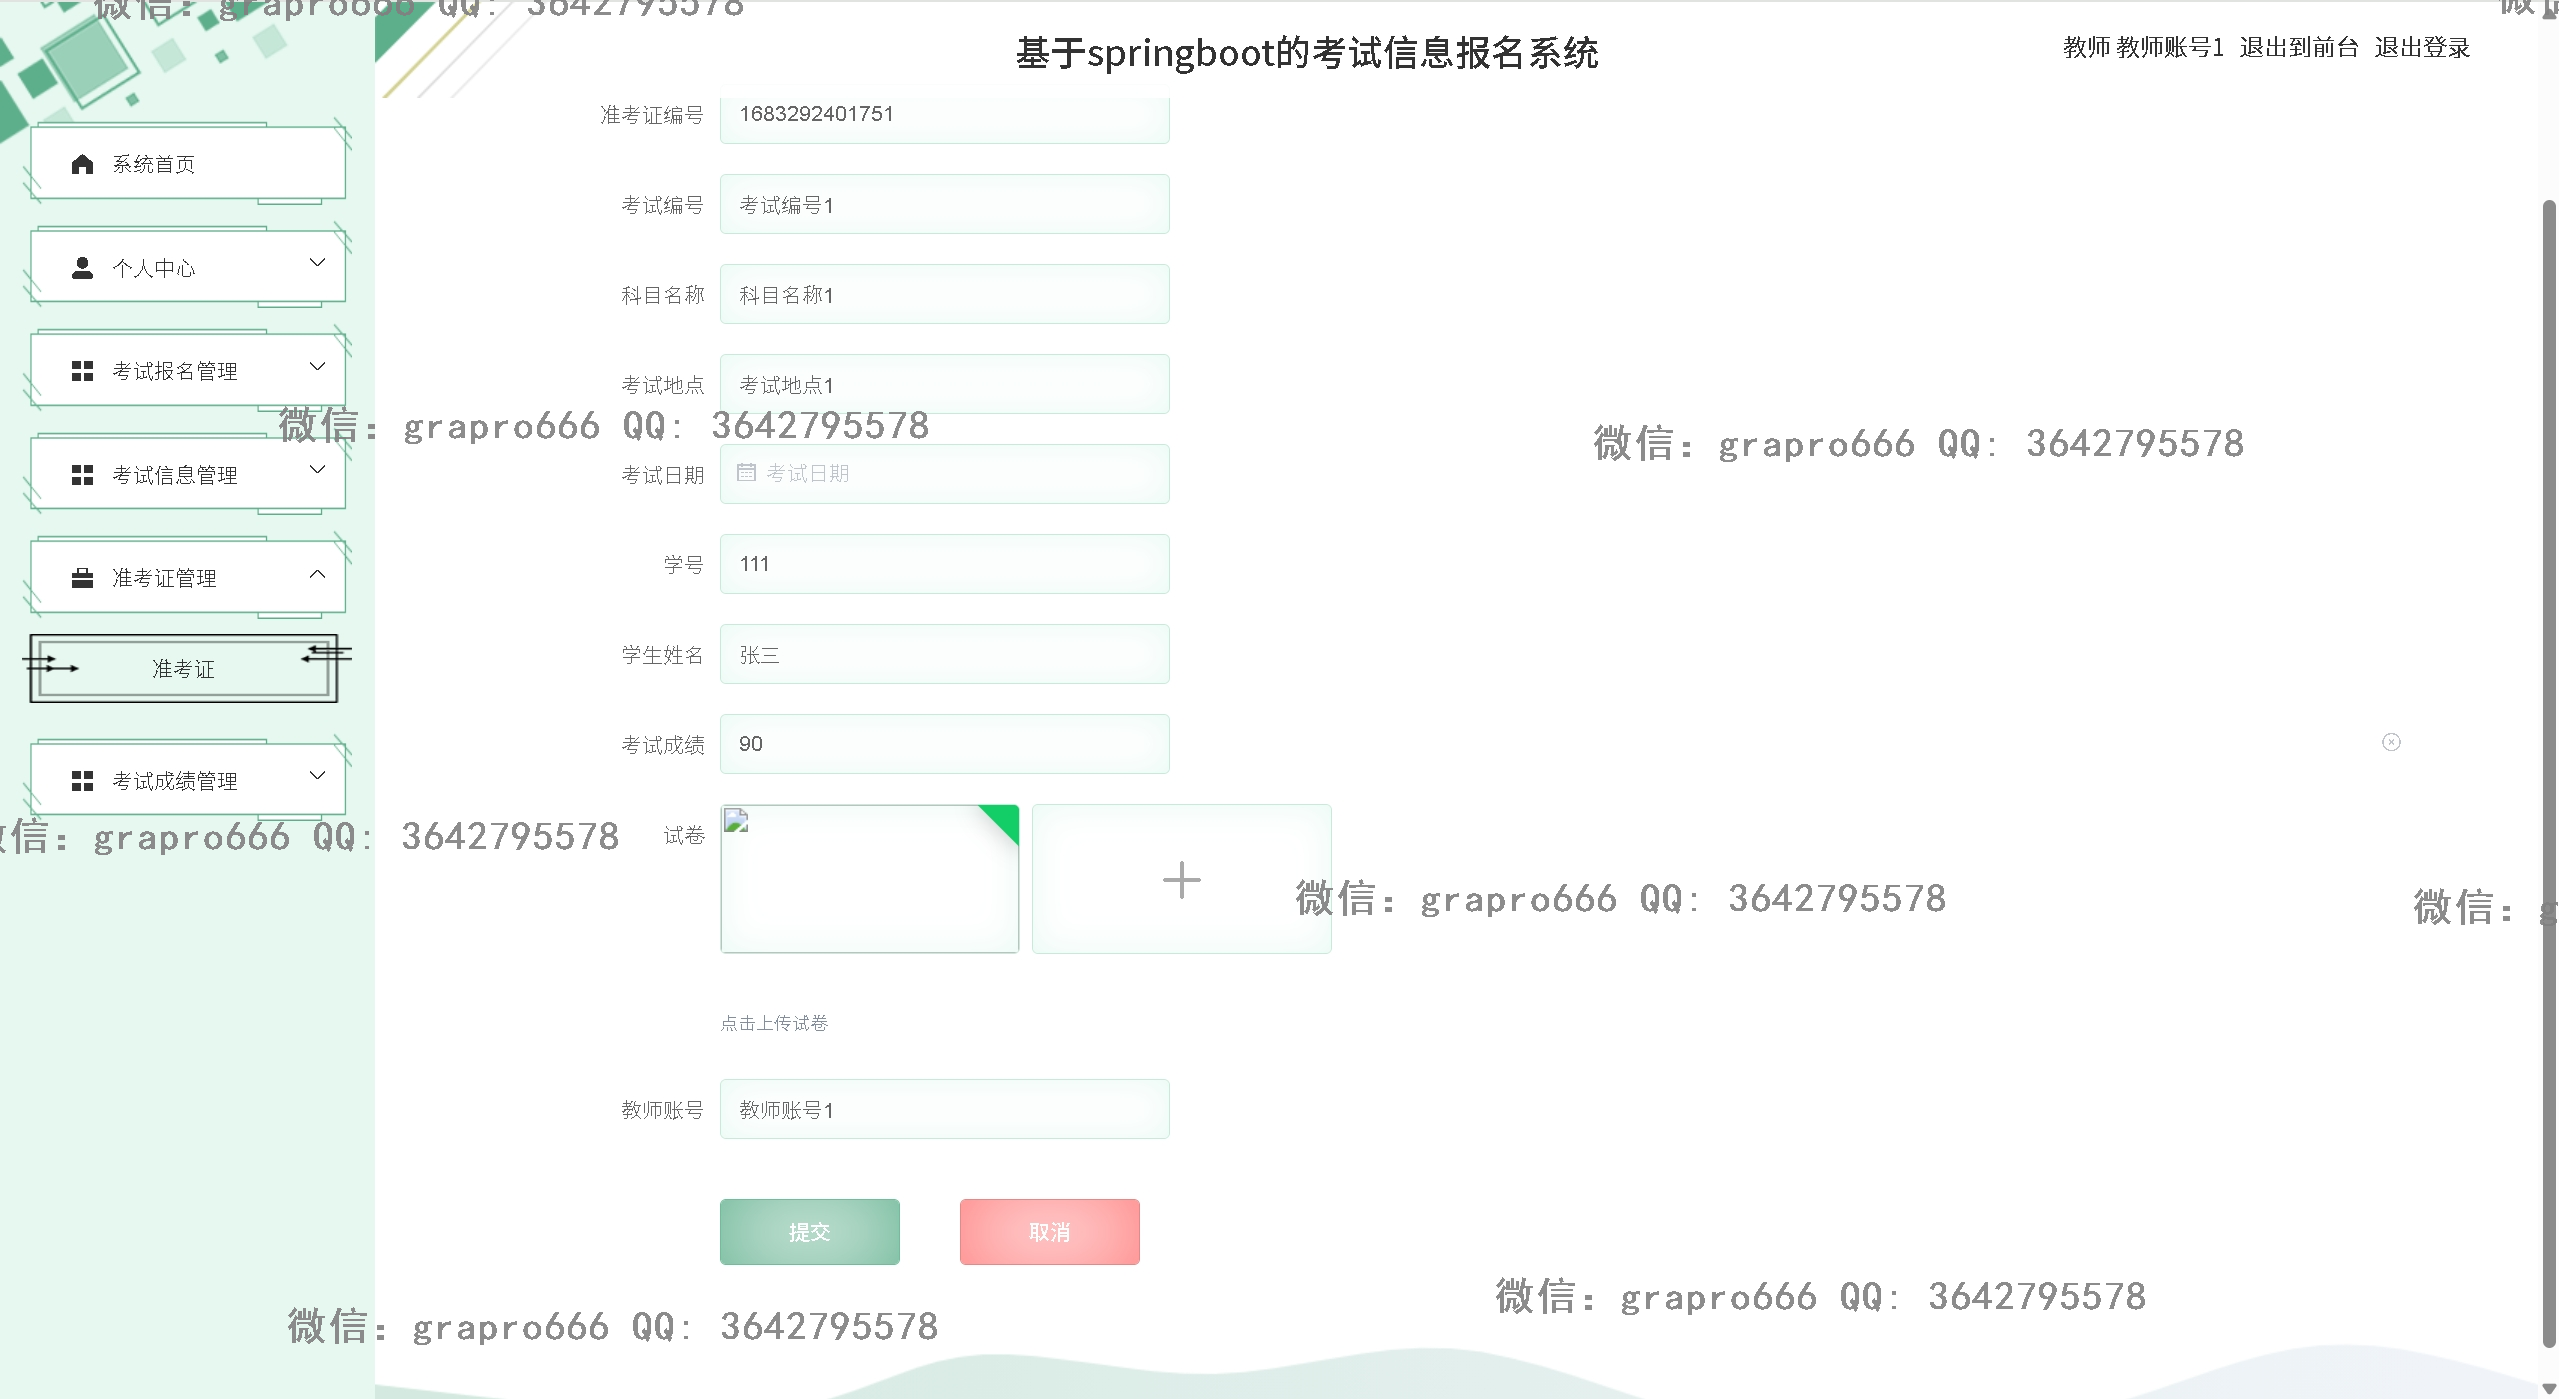 微信: grapro666 QQ: 3642795578
基于springboot的考试信息报名系统
教师 教师账号1 退出到前台 退出登录
系统首页
个人中心
考试报名管理
考试信息管理
准考证管理
准考证
考试成绩管理
准考证编号 1683292401751
考试编号 考试编号1
科目名称 科目名称1
考试地点 考试地点1
微信: grapro666 QQ: 3642795578
微信: grapro666 QQ: 3642795578
考试日期 考试日期
学号 111
学生姓名 张三
考试成绩 90
试卷
微信: grapro666 QQ: 3642795578
微信: grapro666 QQ: 3642795578
微信: g
点击上传试卷
教师账号 教师账号1
提交 取消
微信: grapro666 QQ: 3642795578
微信: grapro666 QQ: 3642795578